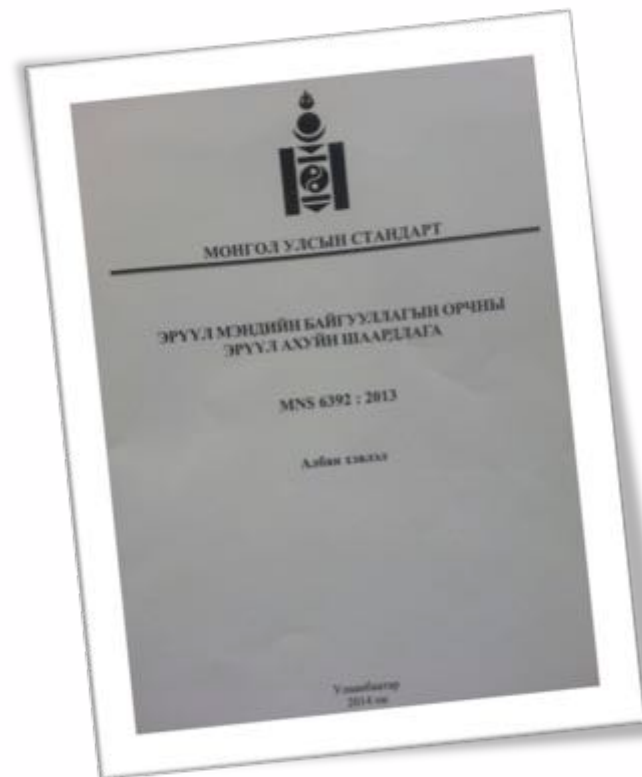 МОНГОЛ УЛСЫН СТАНДАРТ
ЭРҮҮЛ МЭНДИЙН БАЙГУУЛЛАГЫН ОРЧНЫ
ЭРҮҮЛ АХУЙН ШААРДЛАГА
MNS 6392 : 2013
Албан хэвлэл
Улаанбаатар
2014 он